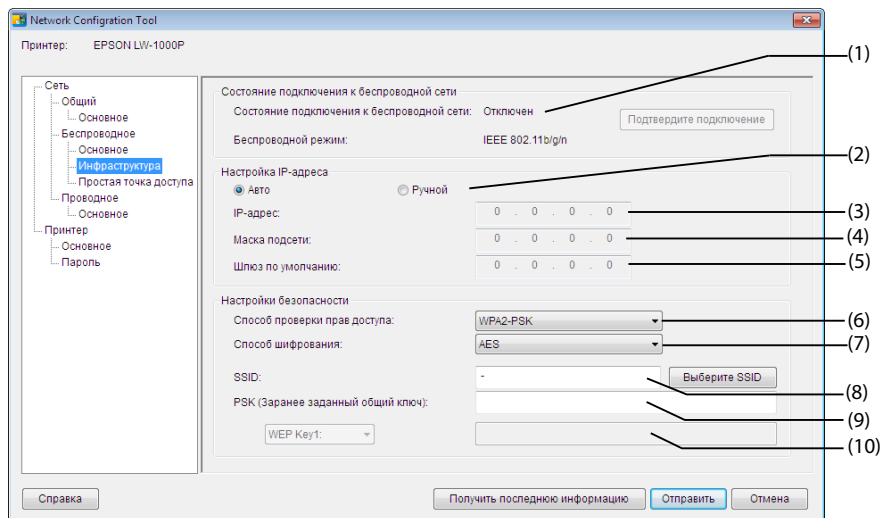 Network Configration Tool
Принтер: EPSON LW-1000P
Сеть
Общий
Основное
Беспроводное
Основное
Инфраструктура
Простая точка доступа
Проводное
Основное
Принтер
Основное
Пароль
Состояние подключения к беспроводной сети
Состояние подключения к беспроводной сети: Отключен
Подтвердите подключение
Беспроводной режим: IEEE 802.11b/g/n
Настройка IP-адреса
Авто Ручной
IP-адрес: 0 . 0 . 0 . 0
Маска подсети: 0 . 0 . 0 . 0
Шлюз по умолчанию: 0 . 0 . 0 . 0
Настройки безопасности
Способ проверки прав доступа: WPA2-PSK
Способ шифрования: AES
SSID: - Выберите SSID
PSK (Заранее заданный общий ключ):
WEP Key1:
Справка Получить последнюю информацию Отправить Отмена
(1)
(2)
(3)
(4)
(5)
(6)
(7)
(8)
(9)
(10)